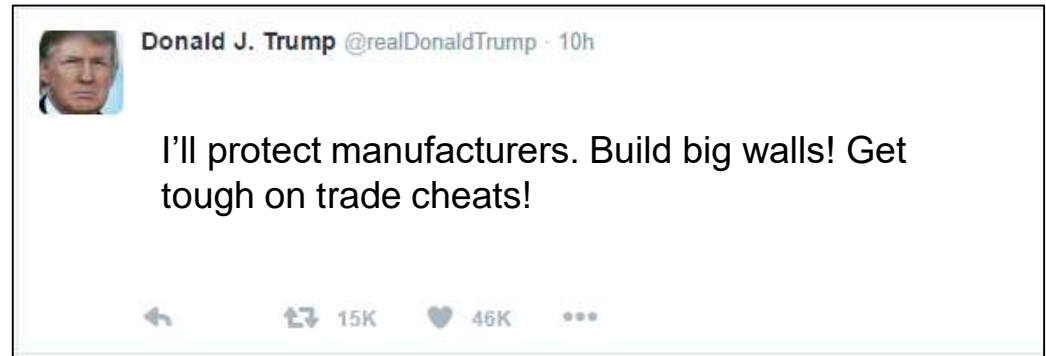 Donald J. Trump @realDonaldTrump · 10h
I’ll protect manufacturers. Build big walls! Get
tough on trade cheats!
15K 46K